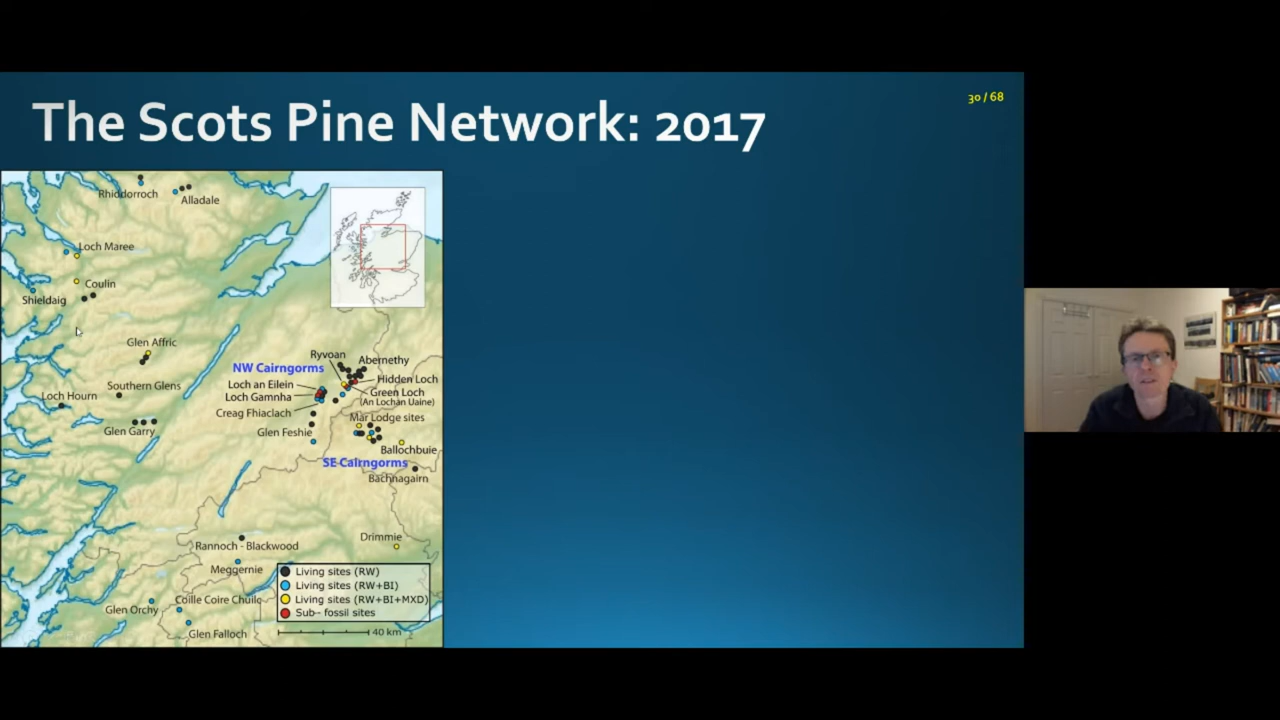 The Scots Pine Network: 2017
30 / 68
Rhiddorroch
Alladale
Loch Maree
Coulin
Shieldaig
Glen Affric
Ryvoan
Abernethy
NW Cairngorms
Hidden Loch
Loch an Eilein
Southern Glens
Green Loch
Loch Gamnha
(An Lochan Uaine)
Loch Hourn
Creag Fhiaclach
Mar Lodge sites
Glen Garry
Glen Feshie
Ballochbuie
SE Cairngorms
Bachnagairn
Drimmie
Rannoch - Blackwood
Meggernie
Living sites (RW)
Living sites (RW+BI)
Coille Coire Chuilc
Living sites (RW+BI+MXD)
Glen Orchy
Sub- fossil sites
Glen Falloch
40 km